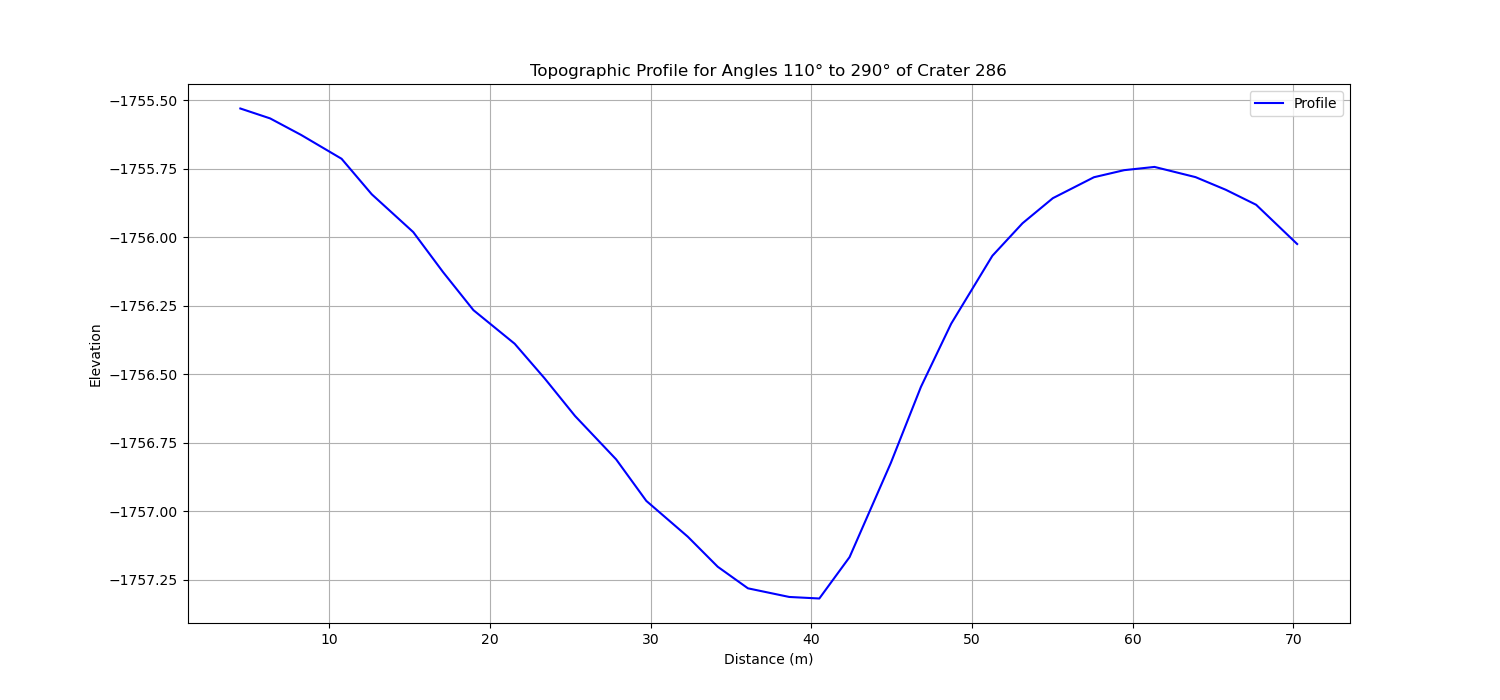 Topographic Profile for Angles 110° to 290° of Crater 286
Profile
Elevation
−1755.50
−1755.75
−1756.00
−1756.25
−1756.50
−1756.75
−1757.00
−1757.25
10 20 30 40 50 60 70
Distance (m)